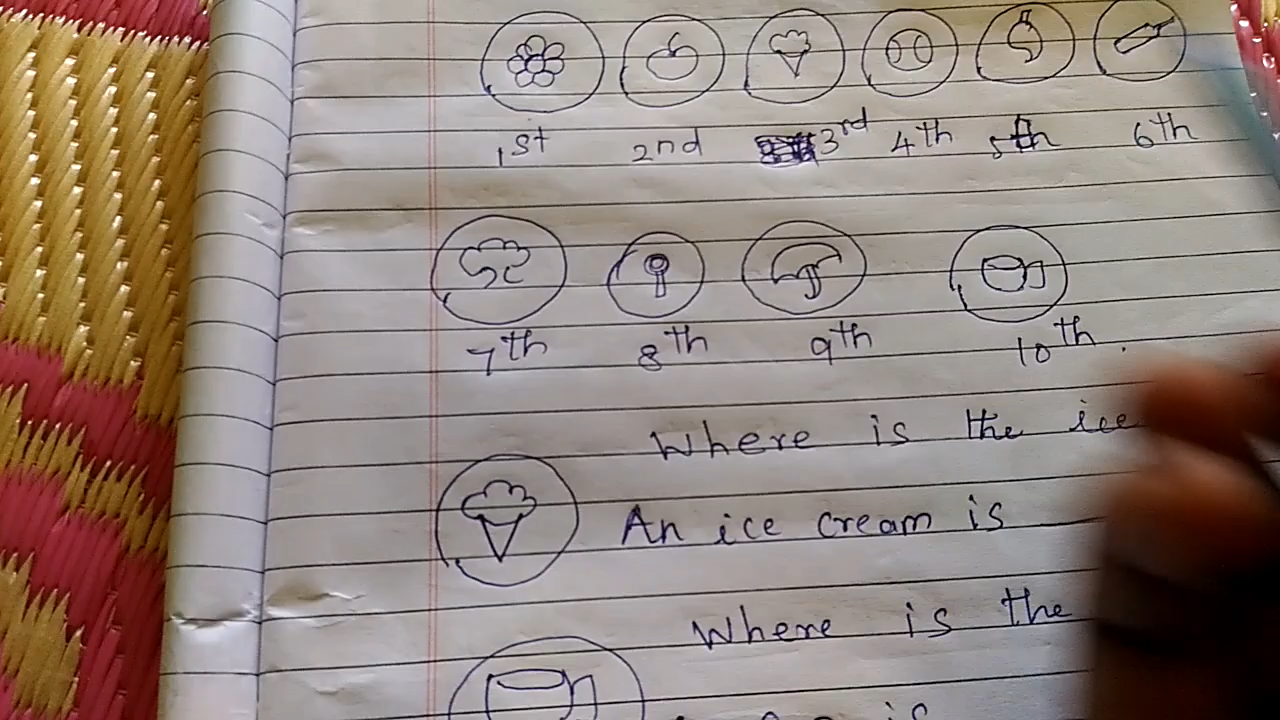 1st 2nd 3rd 4th 5th 6th
7th 8th 9th 10th.
Where is the ice
An ice cream is
Where is the
is